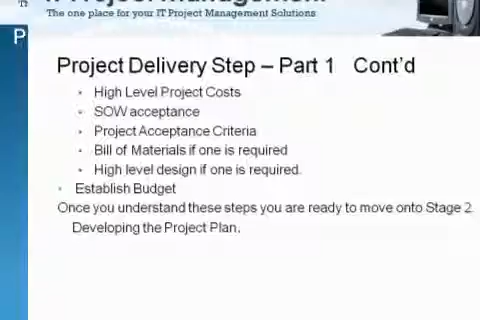 IT Project Management
The one place for your IT Project Management Solutions
P
Project Delivery Step – Part 1 Cont'd
• High Level Project Costs
• SOW acceptance
• Project Acceptance Criteria
• Bill of Materials if one is required
• High level design if one is required.
• Establish Budget
Once you understand these steps you are ready to move onto Stage 2
Developing the Project Plan.